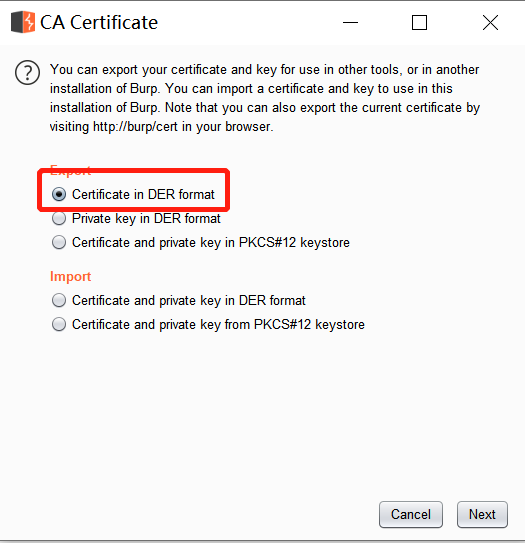 CA Certificate
You can export your certificate and key for use in other tools, or in another
installation of Burp. You can import a certificate and key to use in this
installation of Burp. Note that you can also export the current certificate by
visiting http://burp/cert in your browser.
Export
Certificate in DER format
Private key in DER format
Certificate and private key in PKCS#12 keystore
Import
Certificate and private key in DER format
Certificate and private key from PKCS#12 keystore
Cancel
Next